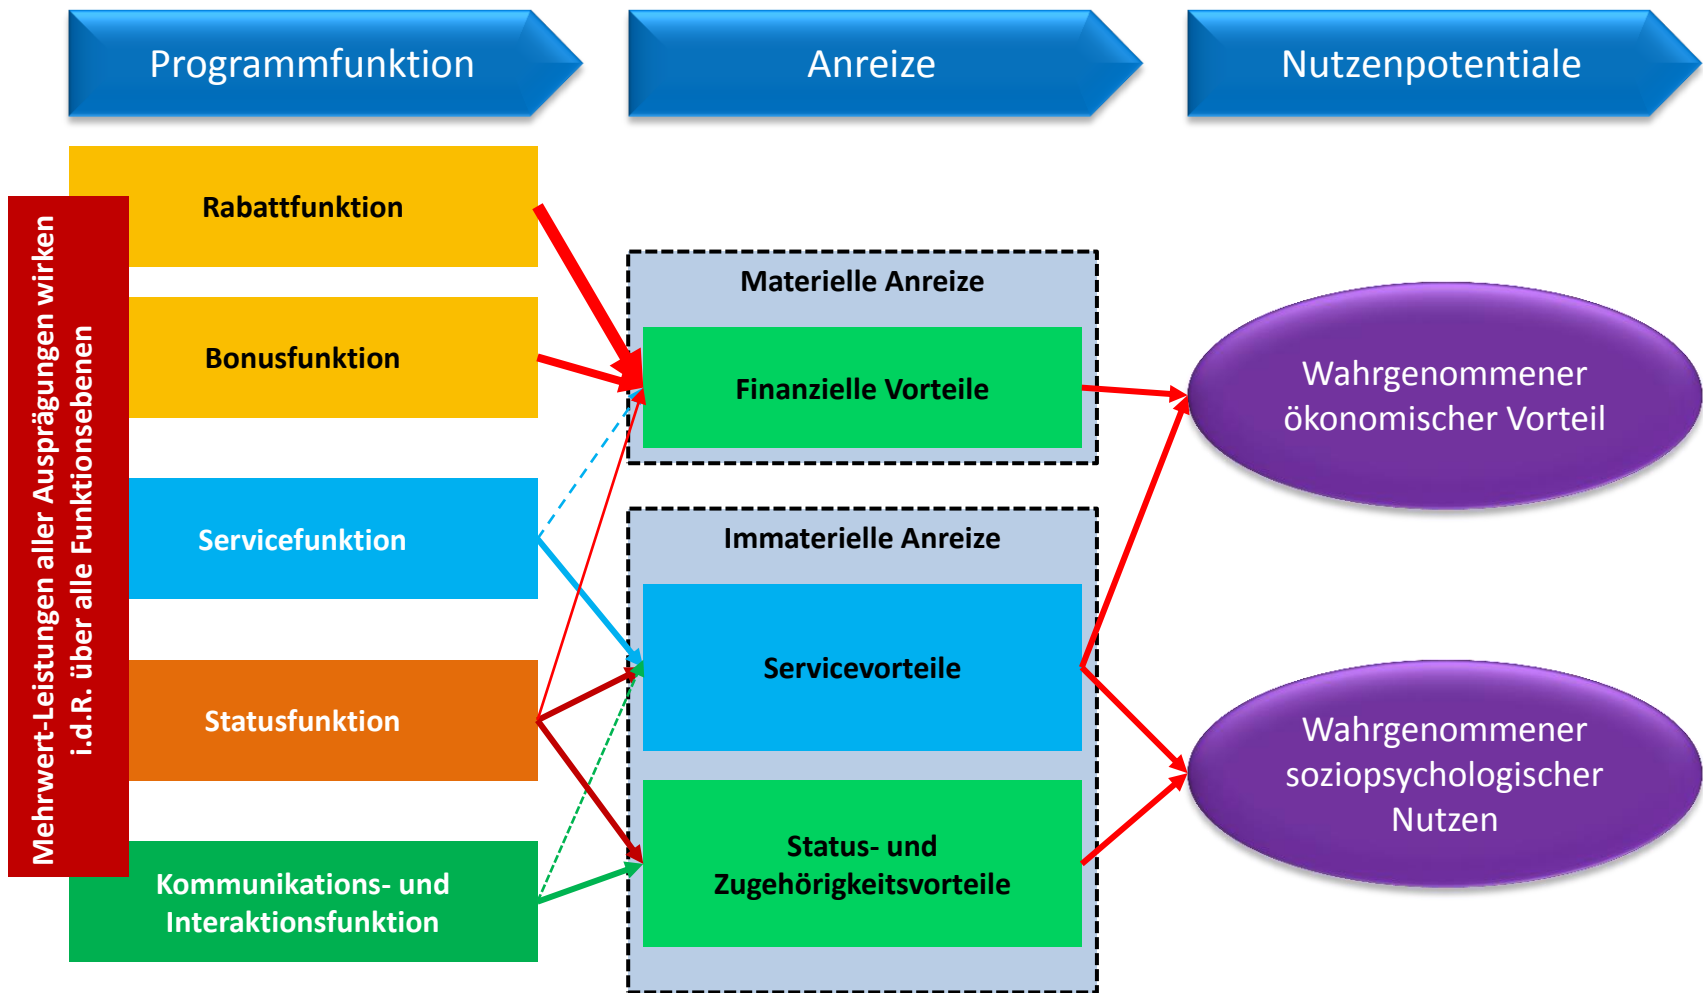 Programmfunktion
Anreize
Nutzenpotentiale
Mehrwert-Leistungen aller Ausprägungen wirken
i.d.R. über alle Funktionsebenen
Rabattfunktion
Bonusfunktion
Servicefunktion
Statusfunktion
Kommunikations- und
Interaktionsfunktion
Materielle Anreize
Finanzielle Vorteile
Immaterielle Anreize
Servicevorteile
Status- und
Zugehörigkeitsvorteile
Wahrgenommener
ökonomischer Vorteil
Wahrgenommener
soziopsychologischer
Nutzen